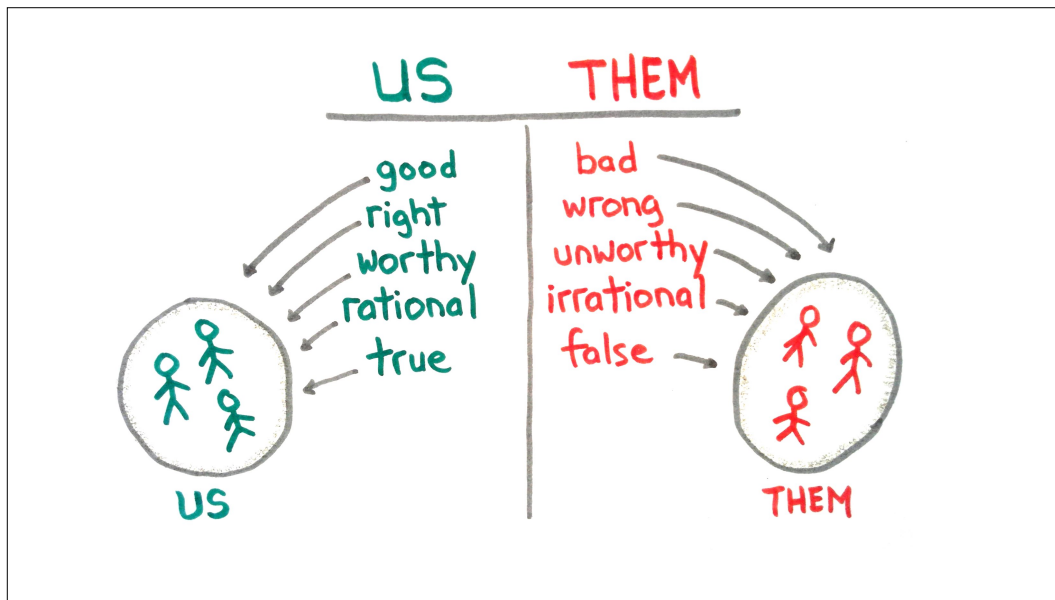 US THEM
good bad
right wrong
worthy unworthy
rational irrational
true false
US THEM